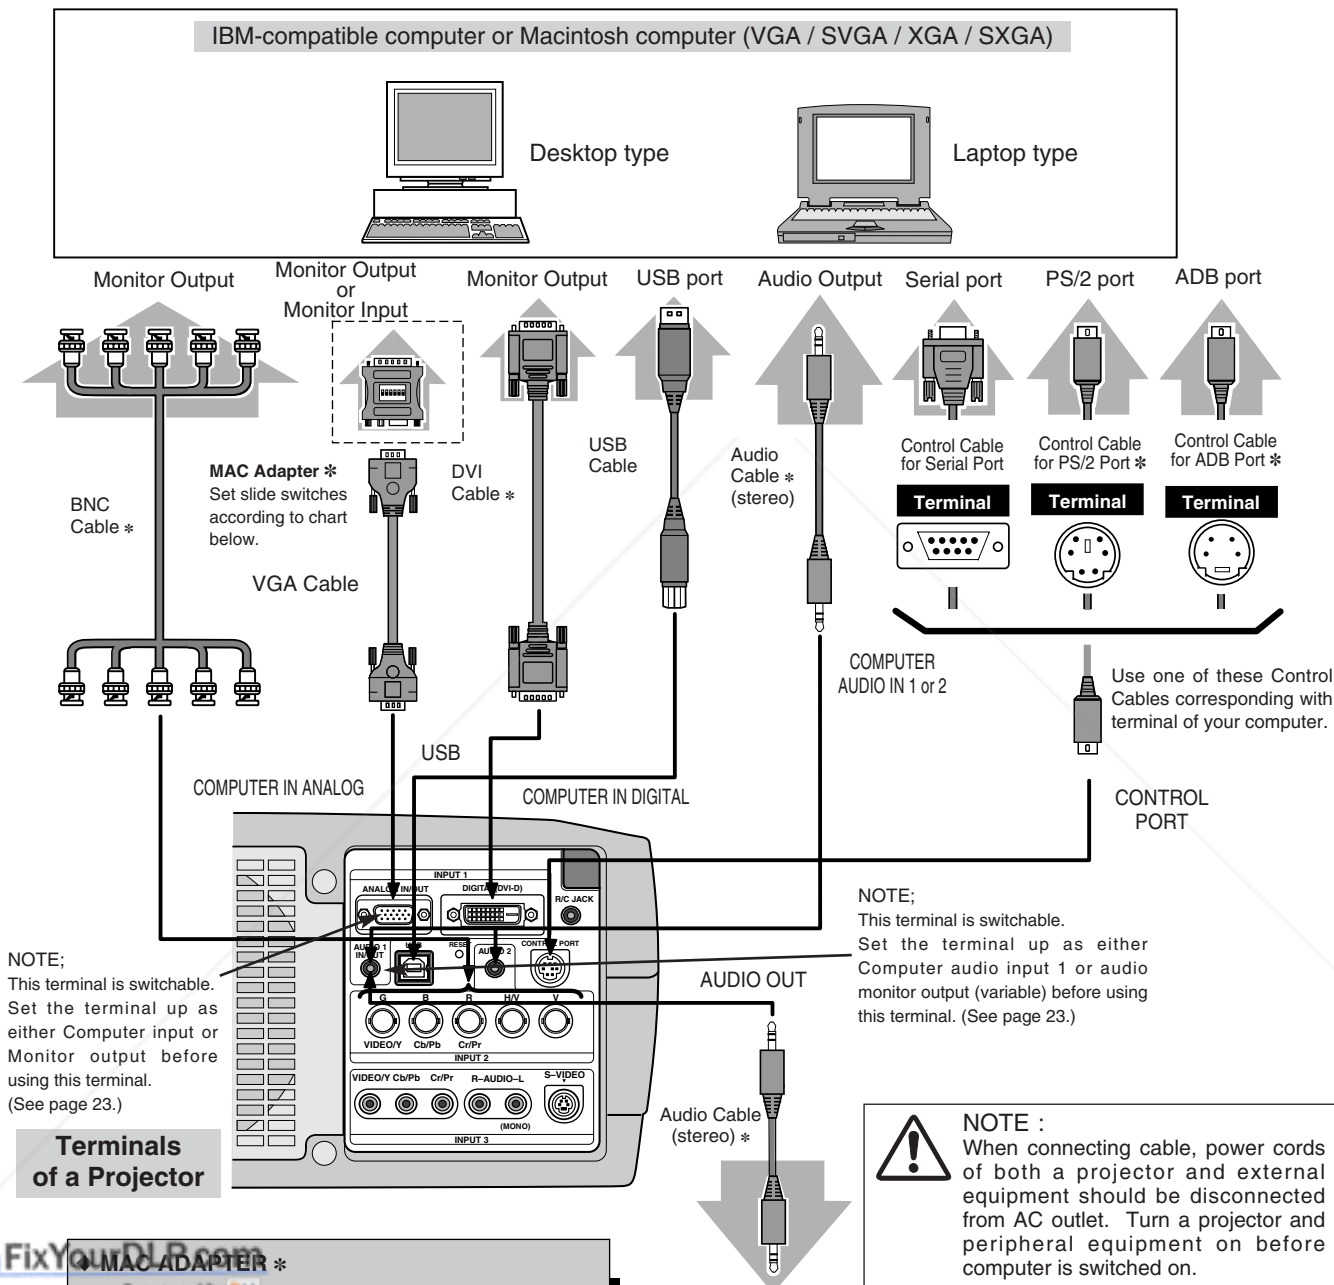 IBM-compatible computer or Macintosh computer (VGA / SVGA / XGA / SXGA)
Desktop type
Laptop type
Monitor Output
Monitor Output
or
Monitor Input
Monitor Output
USB port
Audio Output
Serial port
PS/2 port
ADB port
BNC
Cable *
MAC Adapter *
Set slide switches
according to chart
below.
VGA Cable
DVI
Cable *
USB
Cable
Audio
Cable *
(stereo)
Control Cable
for Serial Port
Control Cable
for PS/2 Port *
Control Cable
for ADB Port *
Terminal
Terminal
Terminal
COMPUTER
AUDIO IN 1 or 2
Use one of these Control
Cables corresponding with
terminal of your computer.
USB
COMPUTER IN ANALOG
COMPUTER IN DIGITAL
CONTROL
PORT
INPUT 1
ANALOG IN/OUT
DIGITAL (DVI-D)
R/C JACK
AUDIO 1
IN/OUT
USB
RESET
AUDIO 2
CONTROL PORT
G
B
R
H/V
V
VIDEO/Y
Cb/Pb
Cr/Pr
INPUT 2
VIDEO/Y Cb/Pb Cr/Pr
R–AUDIO–L
S–VIDEO
(MONO)
INPUT 3
NOTE;
This terminal is switchable.
Set the terminal up as
either Computer input or
Monitor output before
using this terminal.
(See page 23.)
AUDIO OUT
NOTE;
This terminal is switchable.
Set the terminal up as either
Computer audio input 1 or audio
monitor output (variable) before using
this terminal. (See page 23.)
Terminals
of a Projector
Audio Cable
(stereo) *
NOTE :
When connecting cable, power cords
of both a projector and external
equipment should be disconnected
from AC outlet. Turn a projector and
peripheral equipment on before
computer is switched on.
FixYourDLP.com
◆ MAC ADAPTER *